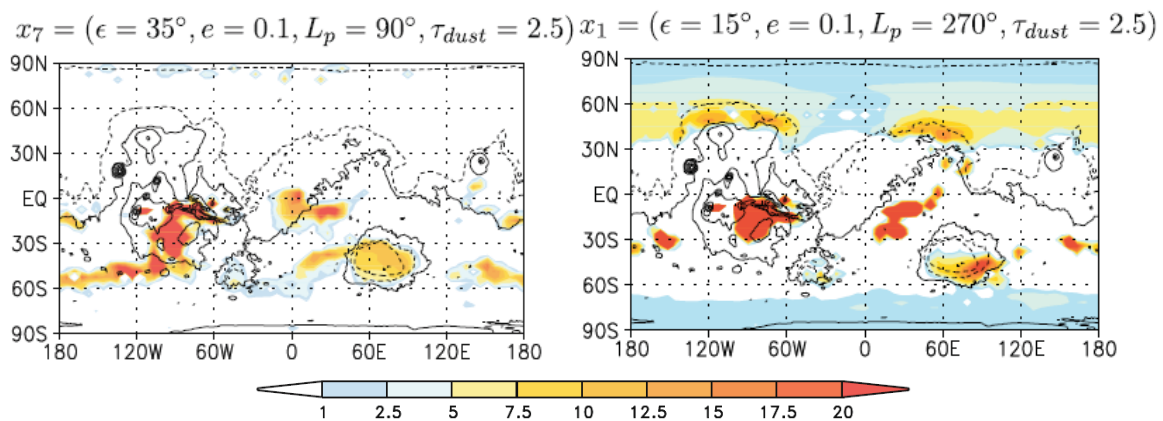 x₇ = (ϵ = 35°, e = 0.1, Lₚ = 90°, τ_dust = 2.5) x₁ = (ϵ = 15°, e = 0.1, Lₚ = 270°, τ_dust = 2.5)
90N
60N
30N
EQ
30S
60S
90S
180 120W 60W 0 60E 120E 180
90N
60N
30N
EQ
30S
60S
90S
180 120W 60W 0 60E 120E 180
1 2.5 5 7.5 10 12.5 15 17.5 20